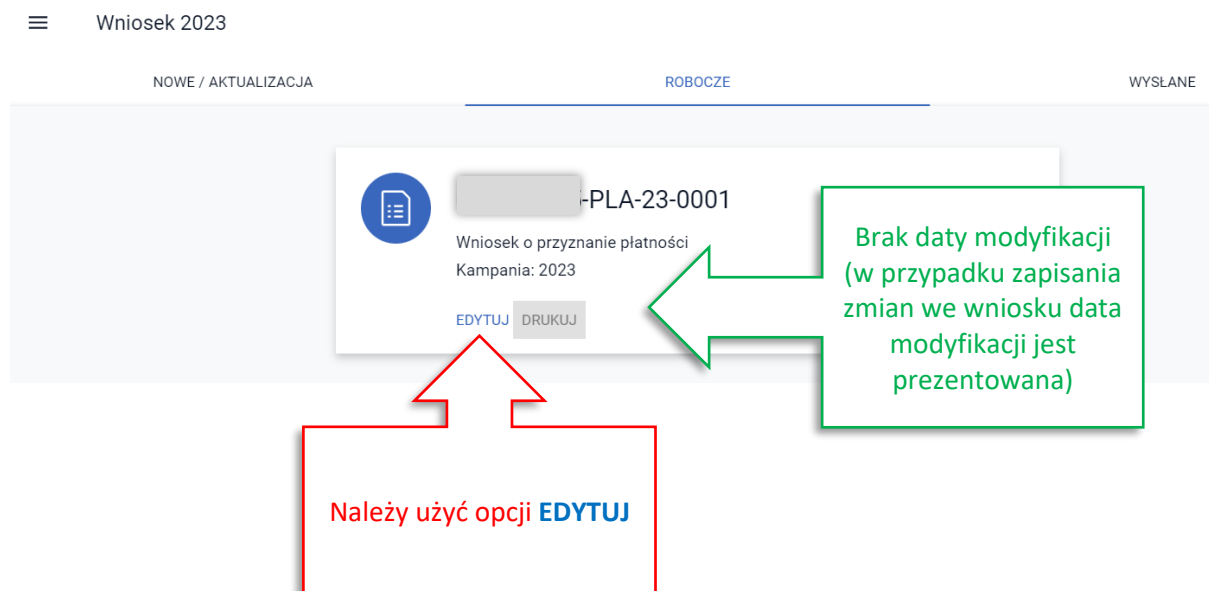 Wniosek 2023
NOWE / AKTUALIZACJA
ROBOCZE
WYSŁANE
-PLA-23-0001
Wniosek o przyznanie płatności
Kampania: 2023
EDYTUJ DRUKUJ
Brak daty modyfikacji
(w przypadku zapisania
zmian we wniosku data
modyfikacji jest
prezentowana)
Należy użyć opcji EDYTUJ